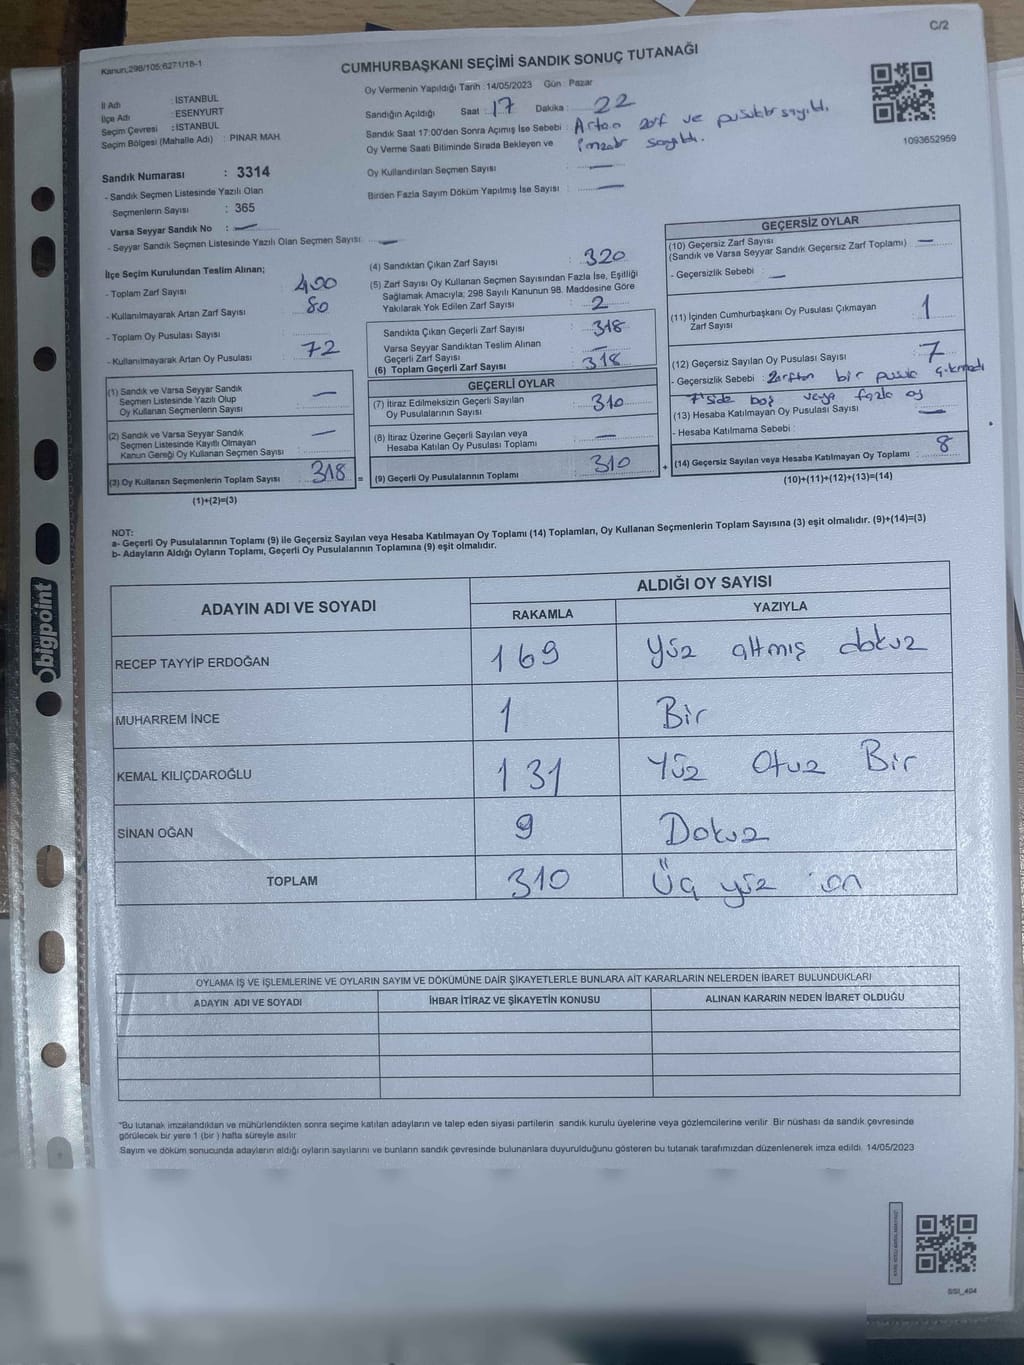 C/2
Kanun;298/105;6271/18-1
CUMHURBAŞKANI SEÇİMİ SANDIK SONUÇ TUTANAĞI
İl Adı : İSTANBUL
İlçe Adı : ESENYURT
Seçim Çevresi : İSTANBUL
Seçim Bölgesi (Mahalle Adı) : PINAR MAH.
Sandık Numarası : 3314
- Sandık Seçmen Listesinde Yazılı Olan
Seçmenlerin Sayısı : 365
Varsa Seyyar Sandık No : —
- Seyyar Sandık Seçmen Listesinde Yazılı Olan Seçmen Sayısı: —
Oy Vermenin Yapıldığı Tarih :14/05/2023 Gün : Pazar
Sandığın Açıldığı Saat : 17 Dakika : 22
Sandık Saat 17:00'den Sonra Açımış İse Sebebi : Artan zarf ve pusulalar sayıldı.
Oy Verme Saati Bitiminde Sırada Bekleyen ve imzalar sayıldı.
Oy Kullandırılan Seçmen Sayısı : —
Birden Fazla Sayım Döküm Yapılmış İse Sayısı : —
1093652959
İlçe Seçim Kurulundan Teslim Alınan;
- Toplam Zarf Sayısı : 400
- Kullanılmayarak Artan Zarf Sayısı : 80
- Toplam Oy Pusulası Sayısı :
- Kullanılmayarak Artan Oy Pusulası : 72
(1) Sandık ve Varsa Seyyar Sandık
Seçmen Listesinde Yazılı Olup
Oy Kullanan Seçmenlerin Sayısı : —
(2) Sandık ve Varsa Seyyar Sandık
Seçmen Listesinde Kayıtlı Olmayan
Kanun Gereği Oy Kullanan Seçmen Sayısı : —
(3) Oy Kullanan Seçmenlerin Toplam Sayısı : 318 =
(1)+(2)=(3)
(4) Sandıktan Çıkan Zarf Sayısı : 320
(5) Zarf Sayısı Oy Kullanan Seçmen Sayısından Fazla İse, Eşitliği
Sağlamak Amacıyla; 298 Sayılı Kanunun 98. Maddesine Göre
Yakılarak Yok Edilen Zarf Sayısı : 2
Sandıkta Çıkan Geçerli Zarf Sayısı : 318
Varsa Seyyar Sandıktan Teslim Alınan
Geçerli Zarf Sayısı : —
(6) Toplam Geçerli Zarf Sayısı : 318
GEÇERLİ OYLAR
(7) İtiraz Edilmeksizin Geçerli Sayılan
Oy Pusulalarının Sayısı : 310
(8) İtiraz Üzerine Geçerli Sayılan veya
Hesaba Katılan Oy Pusulası Toplamı : —
(9) Geçerli Oy Pusulalarının Toplamı : 310 +
GEÇERSİZ OYLAR
(10) Geçersiz Zarf Sayısı
(Sandık ve Varsa Seyyar Sandık Geçersiz Zarf Toplamı) : —
- Geçersizlik Sebebi : —
(11) İçinden Cumhurbaşkanı Oy Pusulası Çıkmayan
Zarf Sayısı : 1
(12) Geçersiz Sayılan Oy Pusulası Sayısı : 7
- Geçersizlik Sebebi : zarftan bir pusula çıkmadı
7'side boş veya fazla oy
(13) Hesaba Katılmayan Oy Pusulası Sayısı : —
- Hesaba Katılmama Sebebi :
(14) Geçersiz Sayılan veya Hesaba Katılmayan Oy Toplamı : 8
(10)+(11)+(12)+(13)=(14)
NOT:
a- Geçerli Oy Pusulalarının Toplamı (9) ile Geçersiz Sayılan veya Hesaba Katılmayan Oy Toplamı (14) Toplamları, Oy Kullanan Seçmenlerin Toplam Sayısına (3) eşit olmalıdır. (9)+(14)=(3)
b- Adayların Aldığı Oyların Toplamı, Geçerli Oy Pusulalarının Toplamına (9) eşit olmalıdır.
ADAYIN ADI VE SOYADI
ALDIĞI OY SAYISI
RAKAMLA YAZIYLA
RECEP TAYYİP ERDOĞAN 169 Yüz altmış dokuz
MUHARREM İNCE 1 Bir
KEMAL KILIÇDAROĞLU 131 Yüz Otuz Bir
SİNAN OĞAN 9 Dokuz
TOPLAM 310 Üç yüz on
OYLAMA İŞ VE İŞLEMLERİNE VE OYLARIN SAYIM VE DÖKÜMÜNE DAİR ŞİKAYETLERLE BUNLARA AİT KARARLARIN NELERDEN İBARET BULUNDUKLARI
ADAYIN ADI VE SOYADI İHBAR İTİRAZ VE ŞİKAYETİN KONUSU ALINAN KARARIN NEDEN İBARET OLDUĞU
*Bu tutanak imzalandıktan ve mühürlendikten sonra seçime katılan adayların ve talep eden siyasi partilerin sandık kurulu üyelerine veya gözlemcilerine verilir. Bir nüshası da sandık çevresinde
görülecek bir yere 1 (bir) hafta süreyle asılır.
Sayım ve döküm sonucunda adayların aldığı oyların sayılarını ve bunların sandık çevresinde bulunanlara duyurulduğunu gösteren bu tutanak tarafımızdan düzenlenerek imza edildi. 14/05/2023
SSI_404
bigpoint